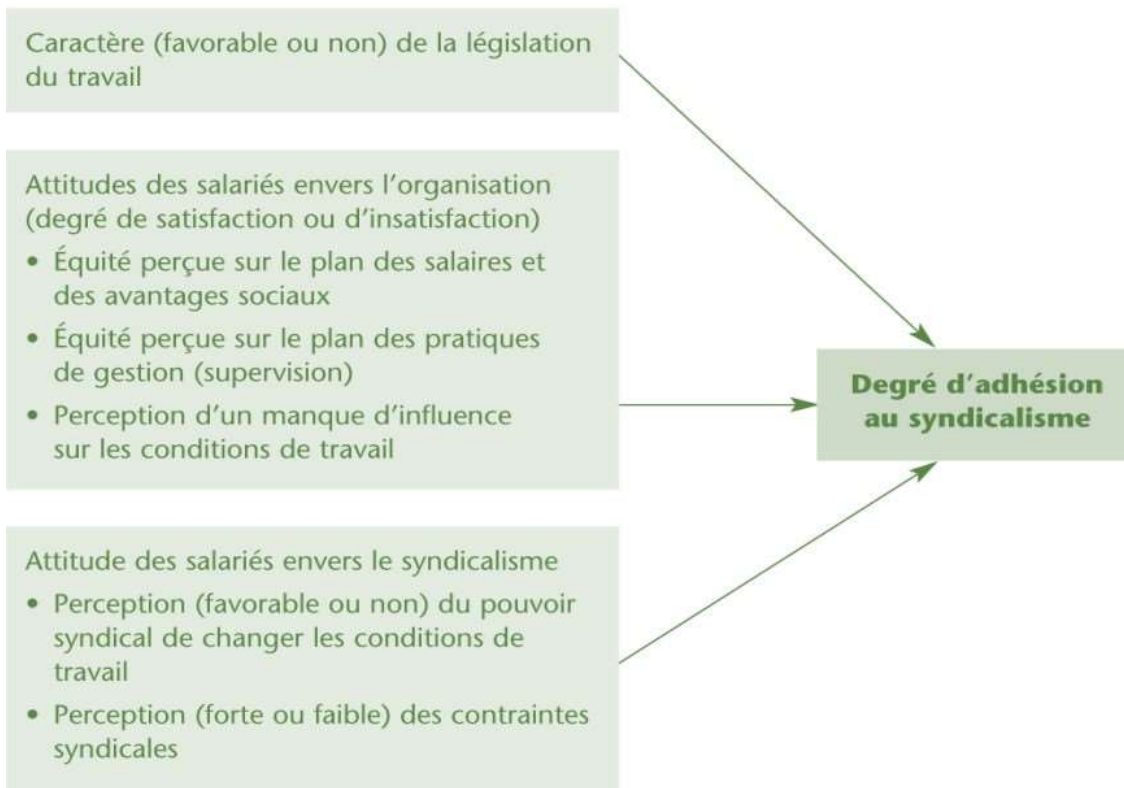 Caractère (favorable ou non) de la législation
du travail
Attitudes des salariés envers l'organisation
(degré de satisfaction ou d'insatisfaction)
• Équité perçue sur le plan des salaires et
des avantages sociaux
• Équité perçue sur le plan des pratiques
de gestion (supervision)
• Perception d'un manque d'influence
sur les conditions de travail
Attitude des salariés envers le syndicalisme
• Perception (favorable ou non) du pouvoir
syndical de changer les conditions de
travail
• Perception (forte ou faible) des contraintes
syndicales
Degré d'adhésion
au syndicalisme